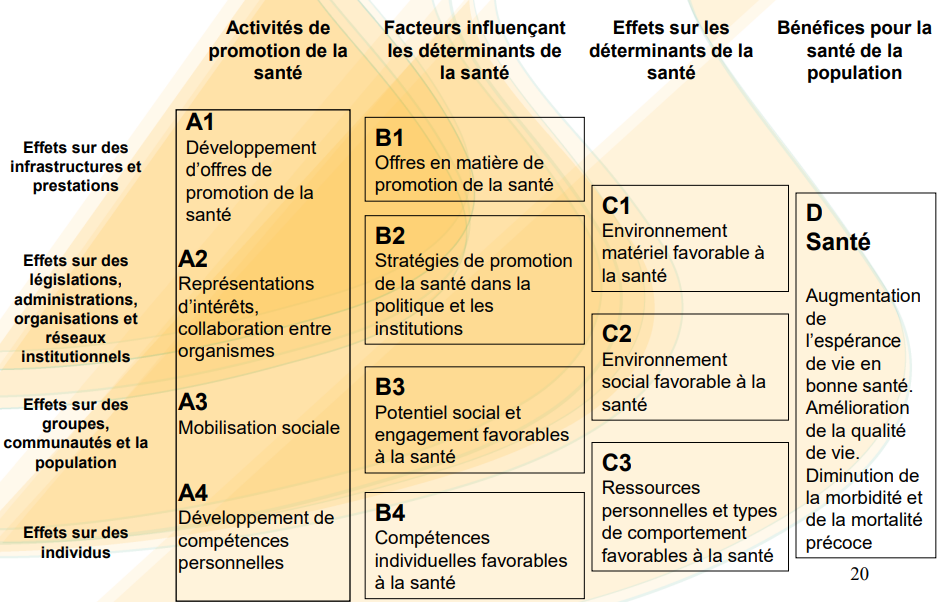 Activités de
promotion de la
santé
Facteurs influençant
les déterminants de
la santé
Effets sur les
déterminants de la
santé
Bénéfices pour la
santé de la
population
Effets sur des
infrastructures et
prestations
Effets sur des
législations,
administrations,
organisations et
réseaux
institutionnels
Effets sur des
groupes,
communautés et la
population
Effets sur des
individus
A1
Développement
d'offres de
promotion de la
santé
A2
Représentations
d'intérêts,
collaboration entre
organismes
A3
Mobilisation sociale
A4
Développement de
compétences
personnelles
B1
Offres en matière de
promotion de la santé
B2
Stratégies de promotion
de la santé dans la
politique et les
institutions
B3
Potentiel social et
engagement favorables
à la santé
B4
Compétences
individuelles favorables
à la santé
C1
Environnement
matériel favorable à
la santé
C2
Environnement
social favorable à la
santé
C3
Ressources
personnelles et types
de comportement
favorables à la santé
D
Santé
Augmentation
de
l'espérance
de vie en
bonne santé.
Amélioration
de la qualité
de vie.
Diminution de
la morbidité et
de la mortalité
précoce
20